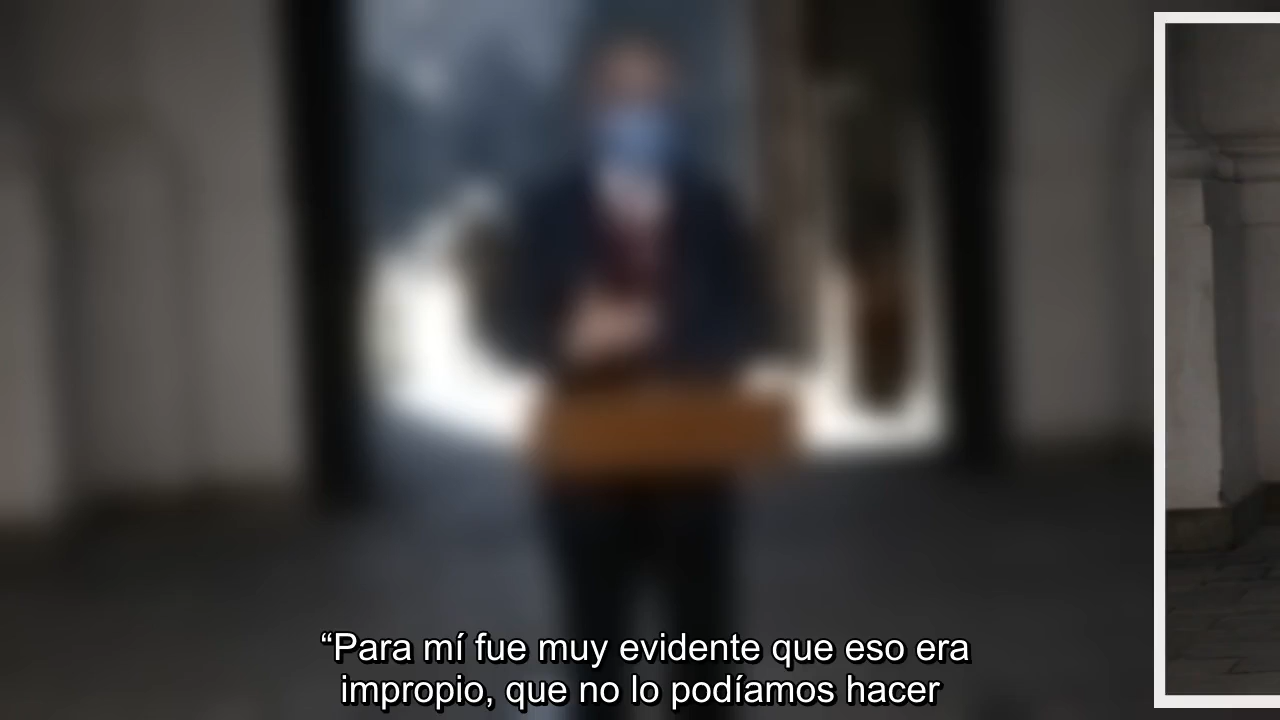 “Para mí fue muy evidente que eso era
impropio, que no lo podíamos hacer